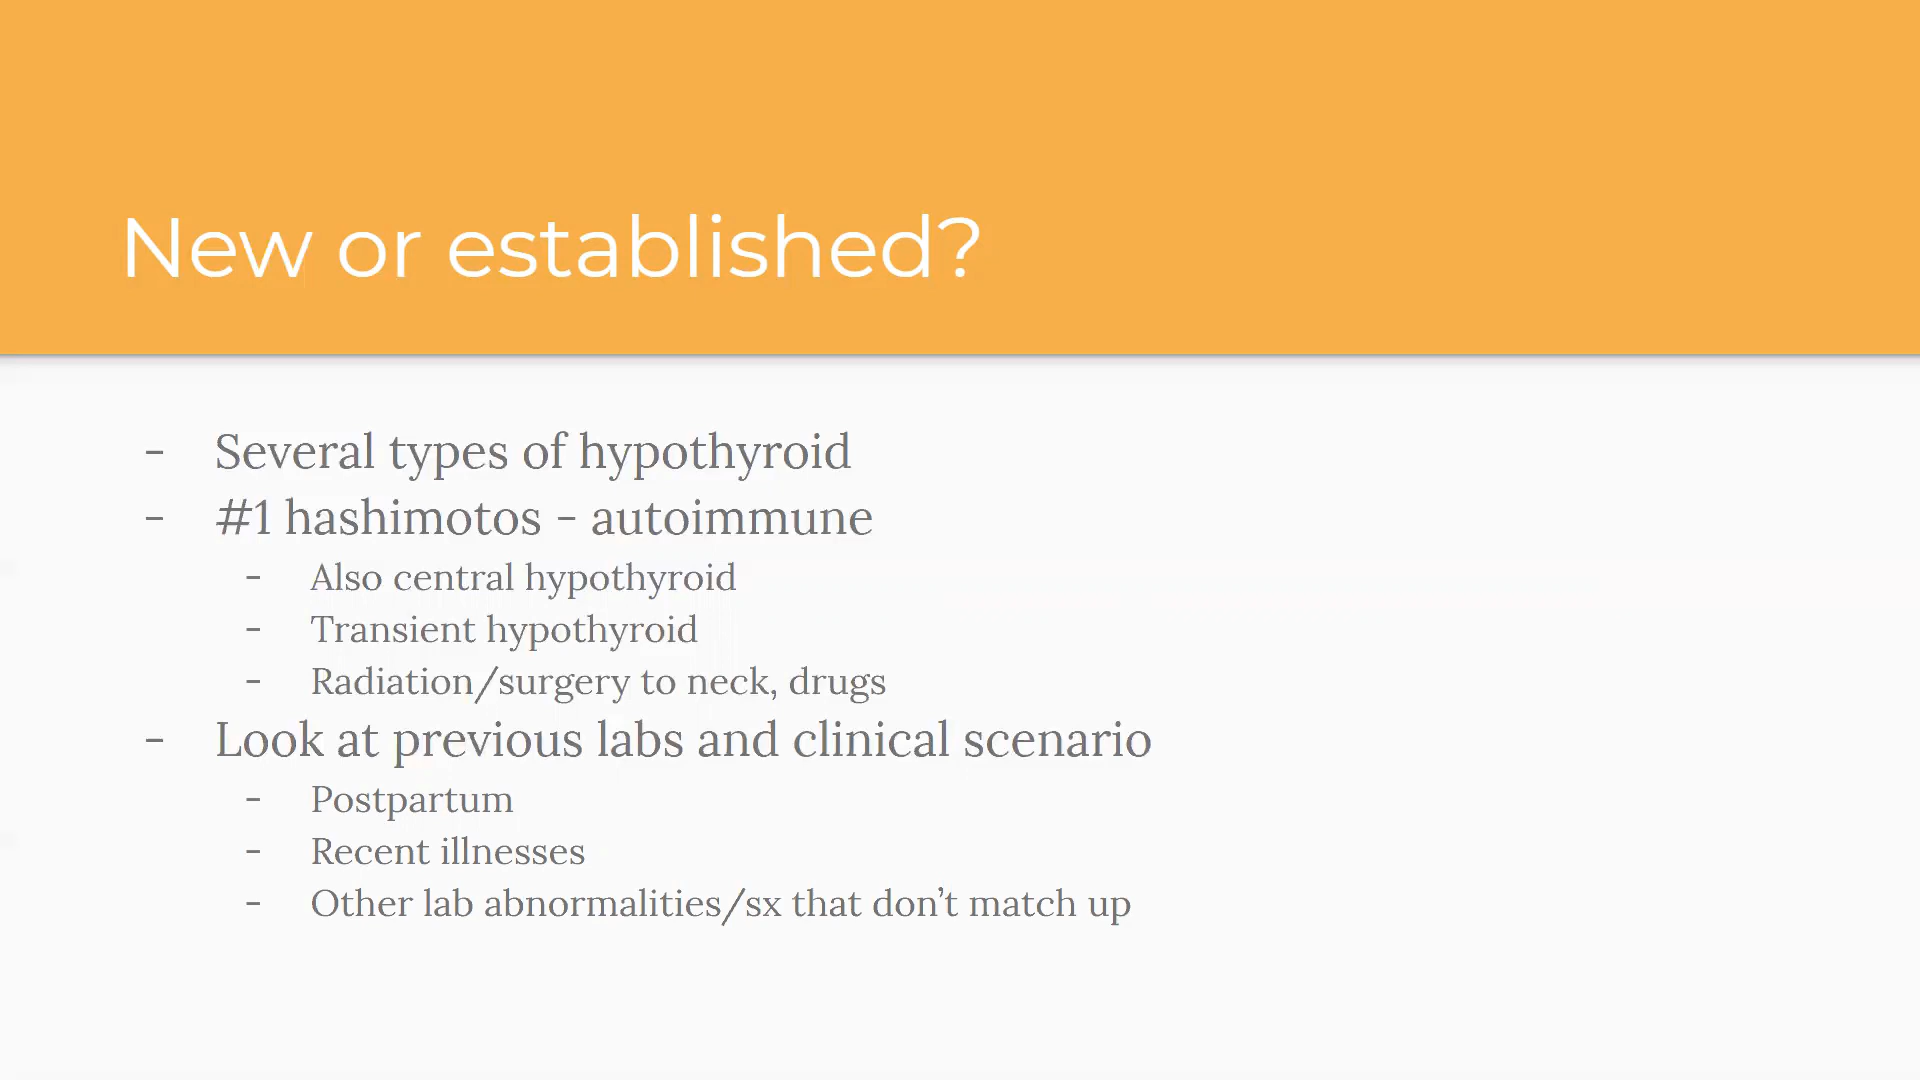 New or established?
- Several types of hypothyroid
- #1 hashimotos - autoimmune
- Also central hypothyroid
- Transient hypothyroid
- Radiation/surgery to neck, drugs
- Look at previous labs and clinical scenario
- Postpartum
- Recent illnesses
- Other lab abnormalities/sx that don’t match up